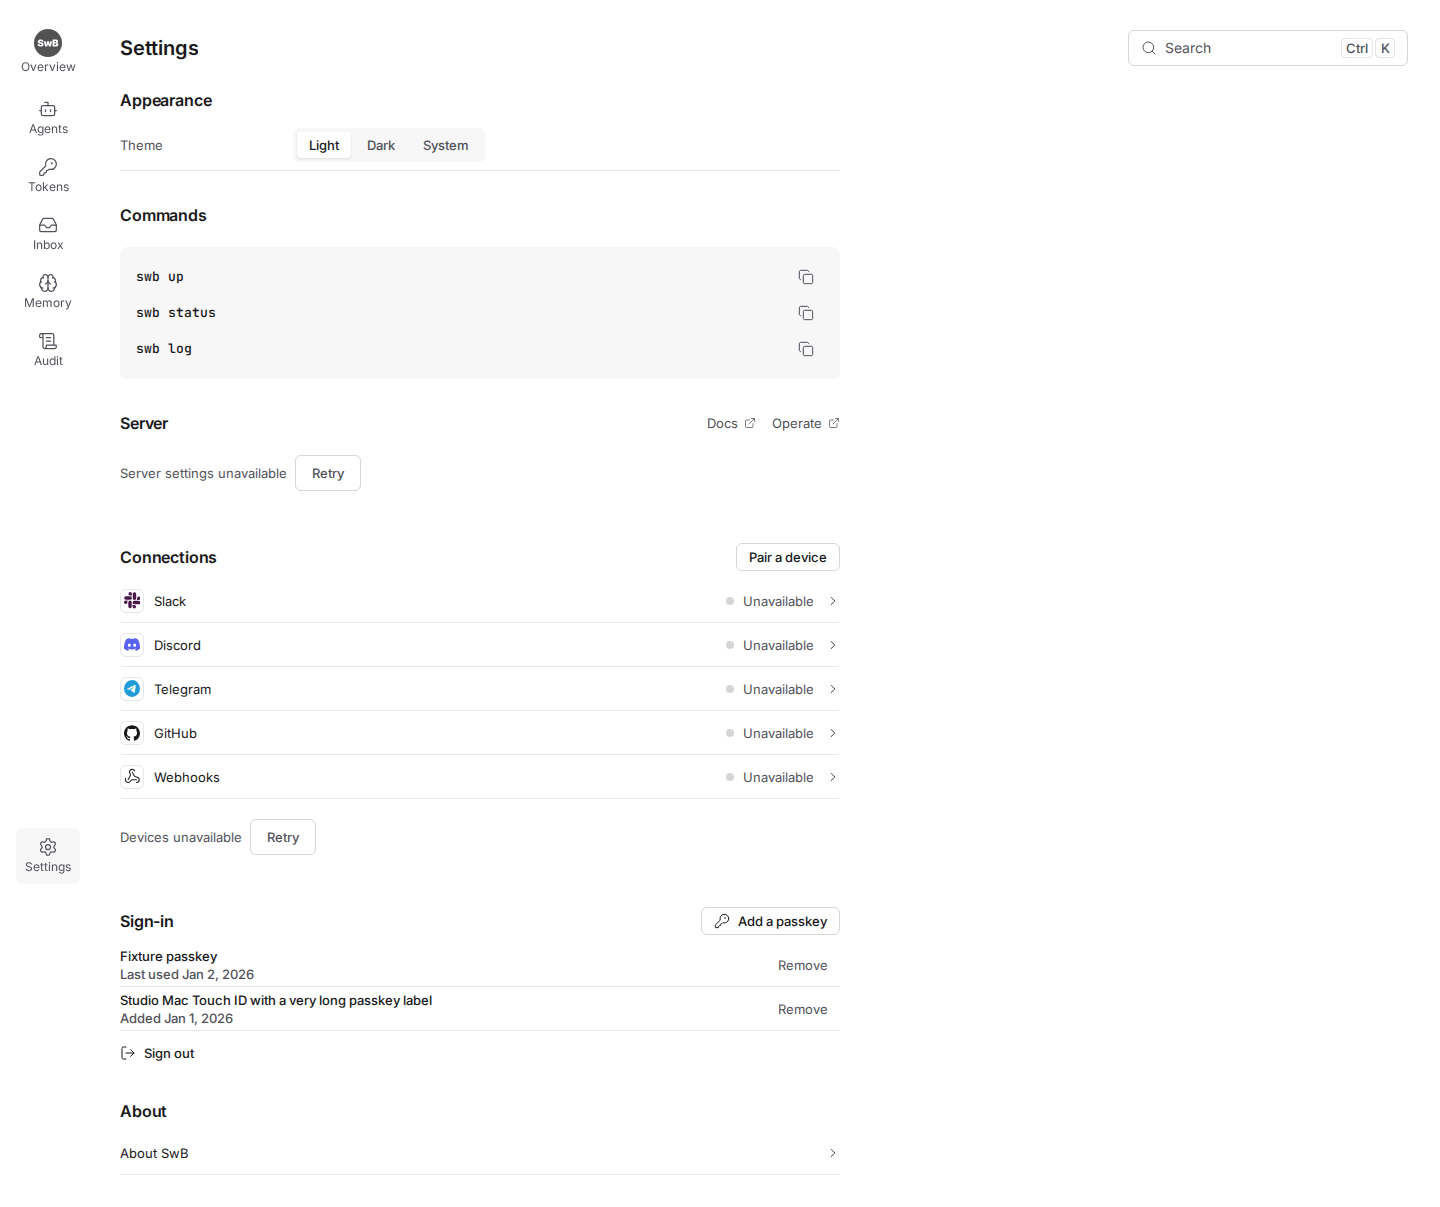 SwB
Overview
Agents
Tokens
Inbox
Memory
Audit
Settings
Settings
Search
Ctrl K
Appearance
Theme
Light
Dark
System
Commands
swb up
swb status
swb log
Server
Docs
Operate
Server settings unavailable
Retry
Connections
Pair a device
Slack
Unavailable
Discord
Unavailable
Telegram
Unavailable
GitHub
Unavailable
Webhooks
Unavailable
Devices unavailable
Retry
Sign-in
Add a passkey
Fixture passkey
Last used Jan 2, 2026
Remove
Studio Mac Touch ID with a very long passkey label
Added Jan 1, 2026
Remove
Sign out
About
About SwB